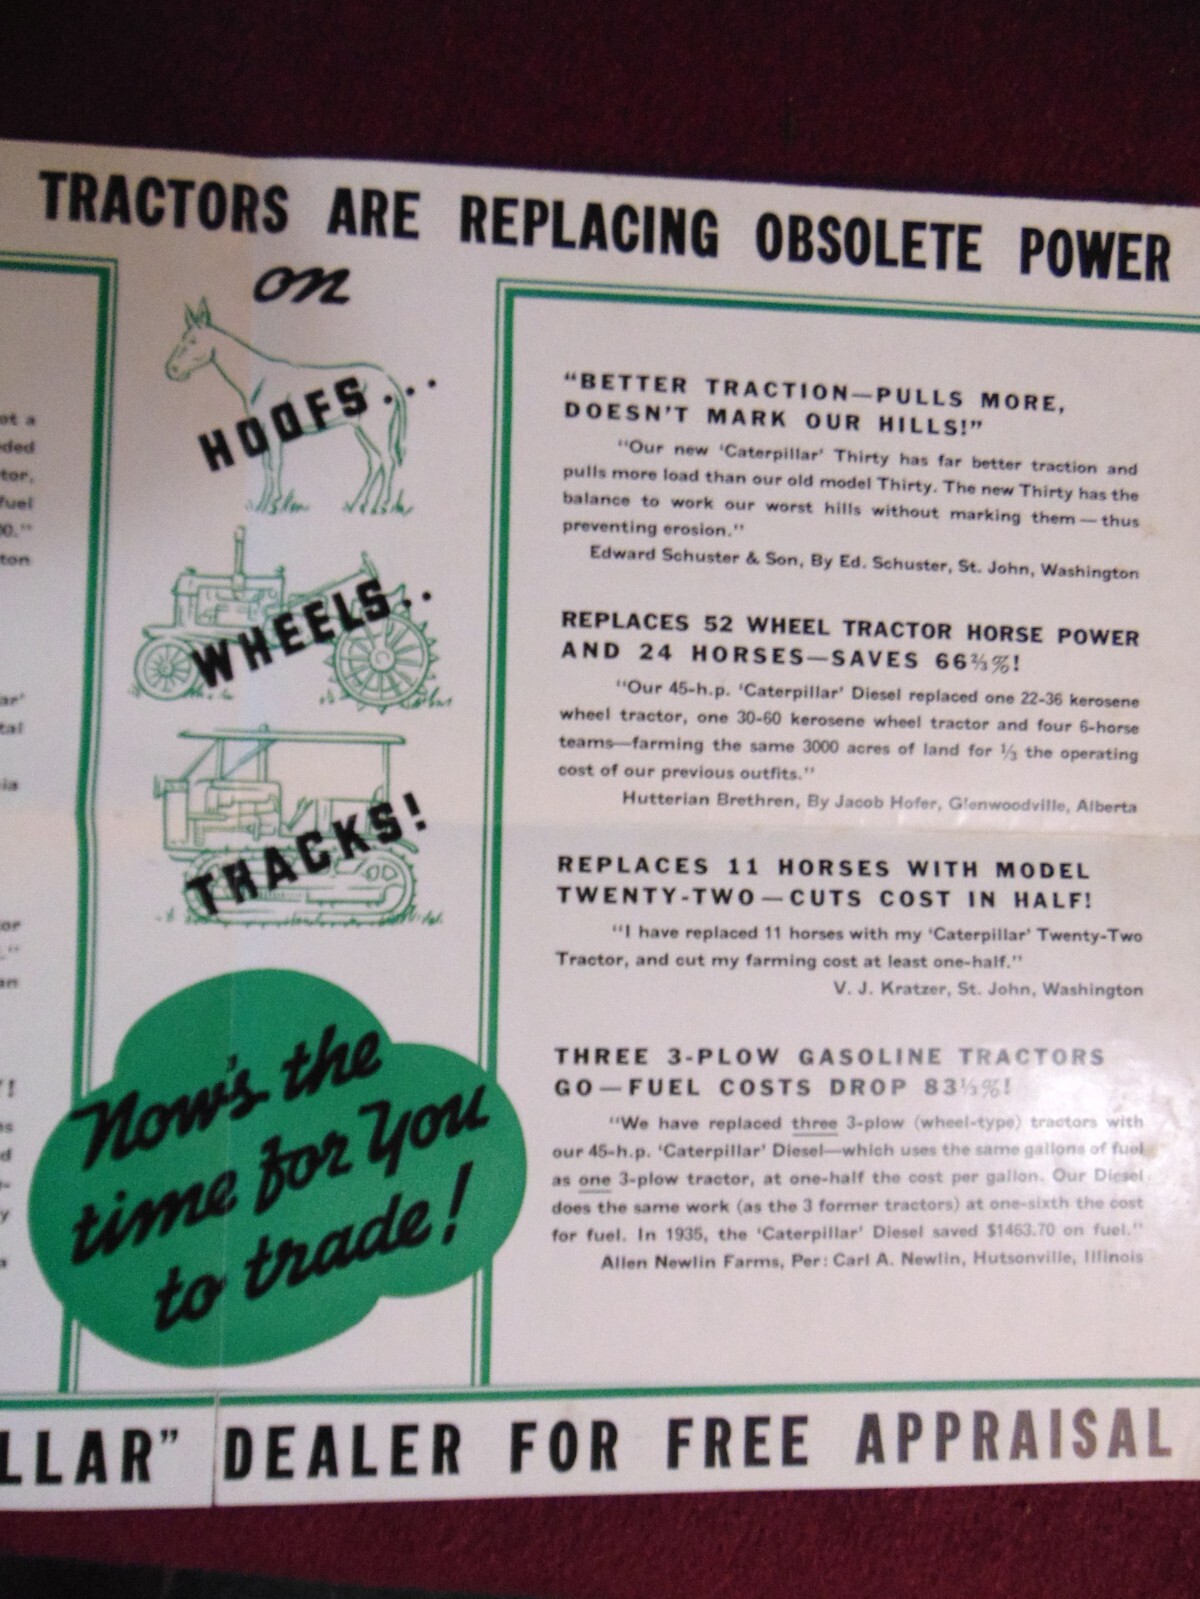 TRACTORS ARE REPLACING OBSOLETE POWER
on
HOOFS...
WHEELS..
TRACKS!
Now's the
time for You
to trade!
"BETTER TRACTION—PULLS MORE,
DOESN'T MARK OUR HILLS!"
"Our new 'Caterpillar' Thirty has far better traction and
pulls more load than our old model Thirty. The new Thirty has the
balance to work our worst hills without marking them—thus
preventing erosion."
Edward Schuster & Son, By Ed. Schuster, St. John, Washington
REPLACES 52 WHEEL TRACTOR HORSE POWER
AND 24 HORSES—SAVES 66⅔%!
"Our 45-h.p. 'Caterpillar' Diesel replaced one 22-36 kerosene
wheel tractor, one 30-60 kerosene wheel tractor and four 6-horse
teams—farming the same 3000 acres of land for ⅓ the operating
cost of our previous outfits."
Hutterian Brethren, By Jacob Hofer, Glenwoodville, Alberta
REPLACES 11 HORSES WITH MODEL
TWENTY-TWO—CUTS COST IN HALF!
"I have replaced 11 horses with my 'Caterpillar' Twenty-Two
Tractor, and cut my farming cost at least one-half."
V. J. Kratzer, St. John, Washington
THREE 3-PLOW GASOLINE TRACTORS
GO—FUEL COSTS DROP 83⅓%!
"We have replaced three 3-plow (wheel-type) tractors with
our 45-h.p. 'Caterpillar' Diesel—which uses the same gallons of fuel
as one 3-plow tractor, at one-half the cost per gallon. Our Diesel
does the same work (as the 3 former tractors) at one-sixth the cost
for fuel. In 1935, the 'Caterpillar' Diesel saved $1463.70 on fuel."
Allen Newlin Farms, Per: Carl A. Newlin, Hutsonville, Illinois
LLAR" DEALER FOR FREE APPRAISAL